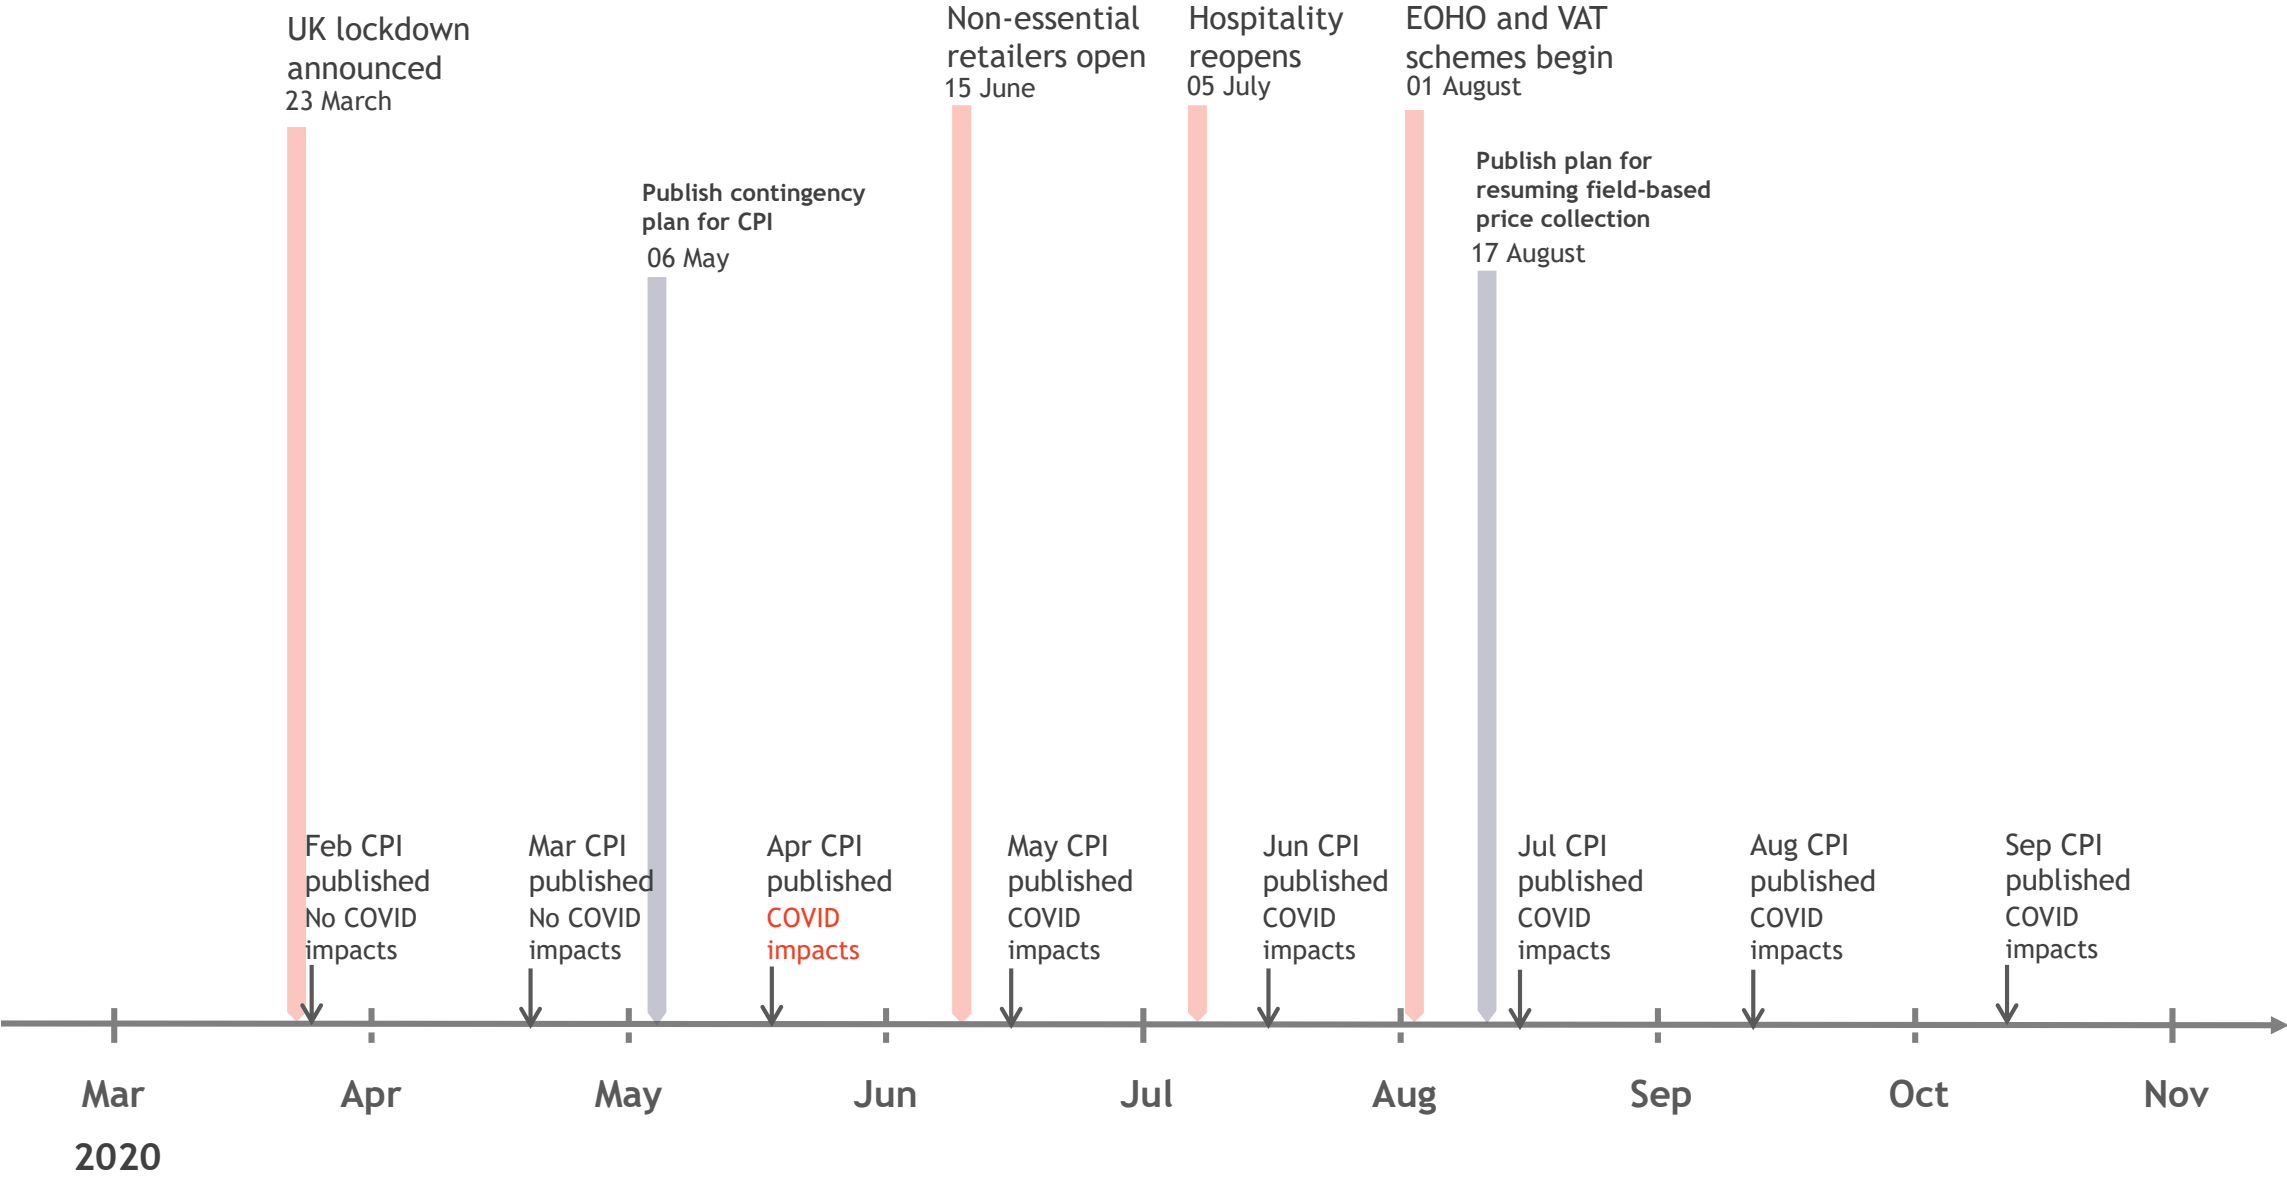 UK lockdown
announced
23 March
Non-essential
retailers open
15 June
Hospitality
reopens
05 July
EOHO and VAT
schemes begin
01 August
Publish contingency
plan for CPI
06 May
Publish plan for
resuming field-based
price collection
17 August
Feb CPI
published
No COVID
impacts
Mar CPI
published
No COVID
impacts
Apr CPI
published
COVID
impacts
May CPI
published
COVID
impacts
Jun CPI
published
COVID
impacts
Jul CPI
published
COVID
impacts
Aug CPI
published
COVID
impacts
Sep CPI
published
COVID
impacts
Mar
Apr
May
Jun
Jul
Aug
Sep
Oct
Nov
2020